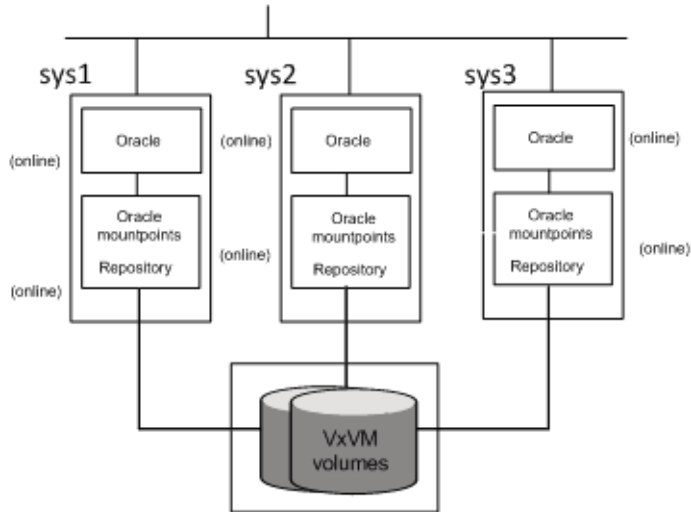 sys1
sys2
sys3
Oracle
(online)
Oracle
mountpoints
Repository
(online)
Oracle
(online)
Oracle
mountpoints
Repository
(online)
Oracle
(online)
Oracle
mountpoints
Repository
(online)
VxVM
volumes